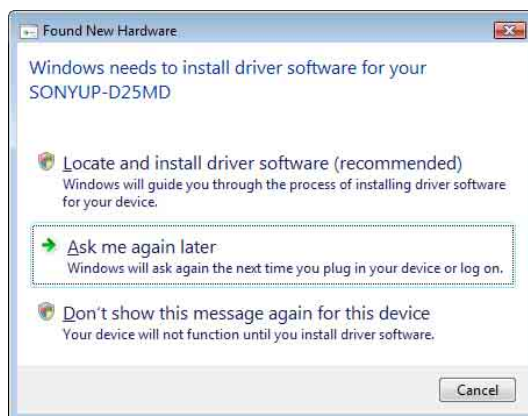 Found New Hardware
Windows needs to install driver software for your
SONYUP-D25MD
Locate and install driver software (recommended)
Windows will guide you through the process of installing driver software
for your device.
Ask me again later
Windows will ask again the next time you plug in your device or log on.
Don't show this message again for this device
Your device will not function until you install driver software.
Cancel